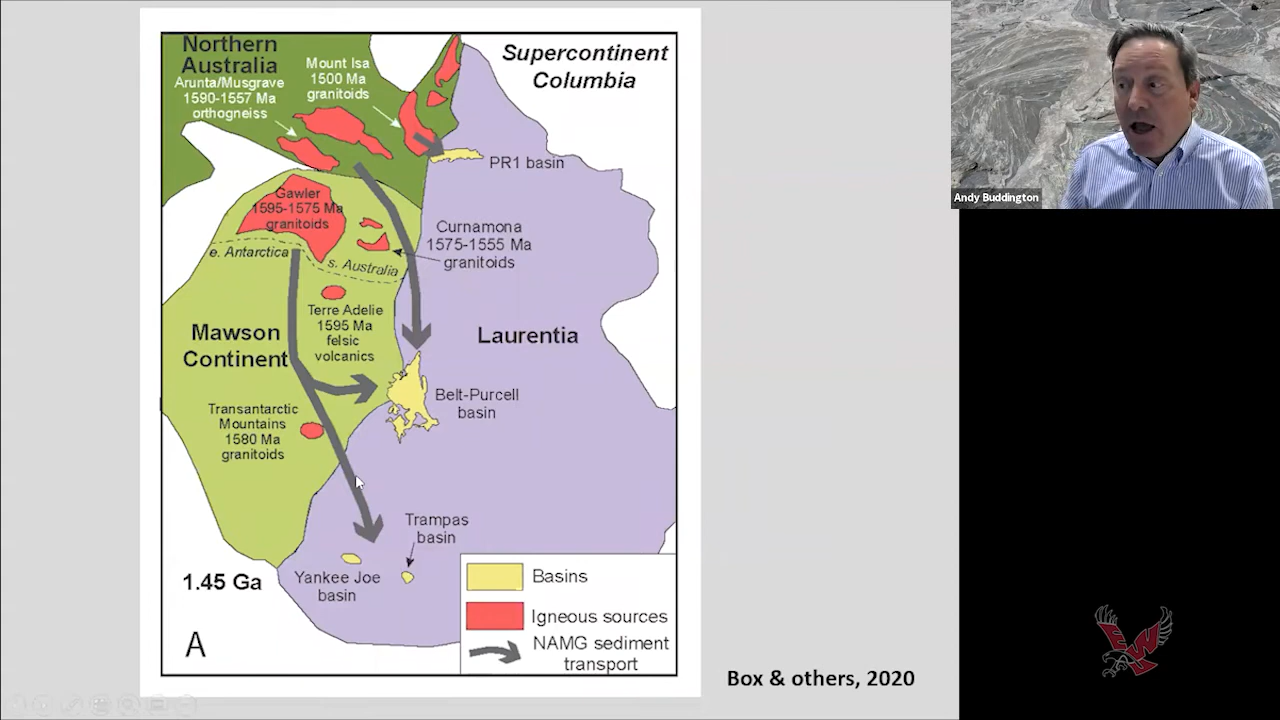 Northern
Australia
Arunta/Musgrave
1590-1557 Ma
orthogneiss
Mount Isa
1500 Ma
granitoids
Supercontinent
Columbia
PR1 basin
Gawler
1595-1575 Ma
granitoids
Curnamona
1575-1555 Ma
granitoids
e. Antarctica
s. Australia
Terre Adelie
1595 Ma
felsic
volcanics
Mawson
Continent
Laurentia
Belt-Purcell
basin
Transantarctic
Mountains
1580 Ma
granitoids
Trampas
basin
Yankee Joe
basin
1.45 Ga
A
Basins
Igneous sources
NAMG sediment
transport
Box & others, 2020
Andy Buddington
EWU